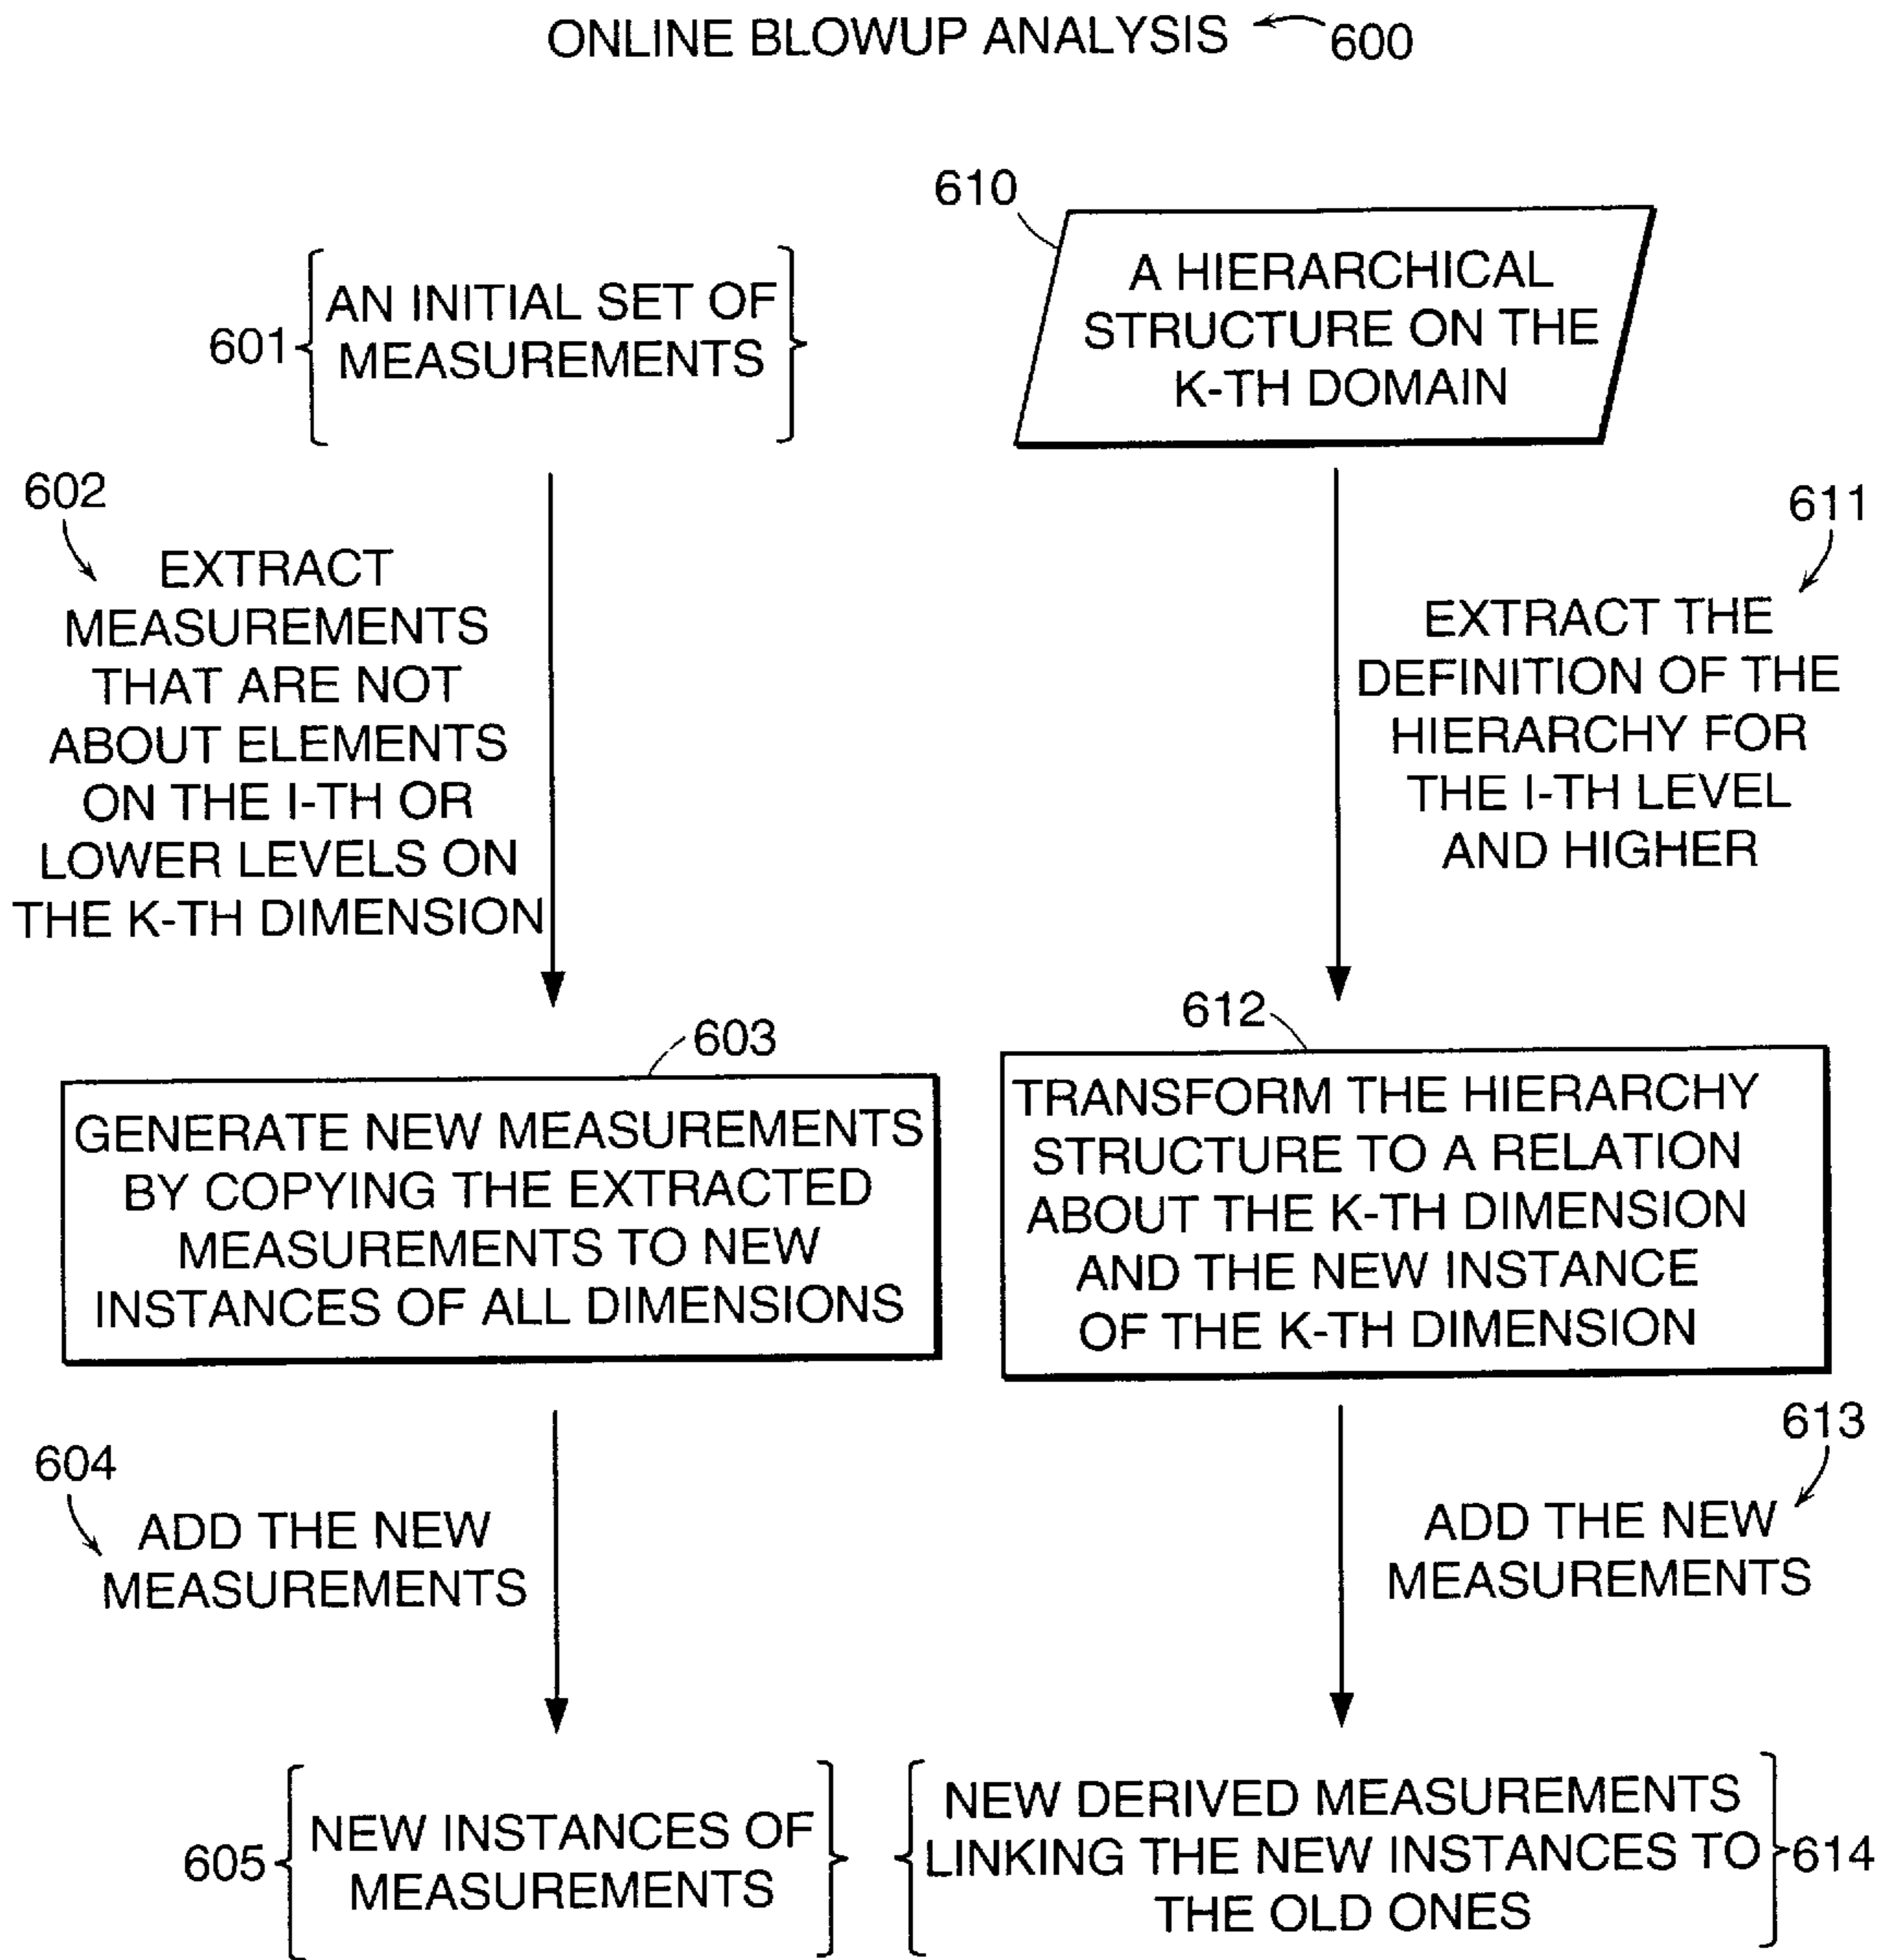 ONLINE BLOWUP ANALYSIS 600
601
AN INITIAL SET OF
MEASUREMENTS
610
A HIERARCHICAL
STRUCTURE ON THE
K-TH DOMAIN
602
EXTRACT
MEASUREMENTS
THAT ARE NOT
ABOUT ELEMENTS
ON THE I-TH OR
LOWER LEVELS ON
THE K-TH DIMENSION
611
EXTRACT THE
DEFINITION OF THE
HIERARCHY FOR
THE I-TH LEVEL
AND HIGHER
603
GENERATE NEW MEASUREMENTS
BY COPYING THE EXTRACTED
MEASUREMENTS TO NEW
INSTANCES OF ALL DIMENSIONS
612
TRANSFORM THE HIERARCHY
STRUCTURE TO A RELATION
ABOUT THE K-TH DIMENSION
AND THE NEW INSTANCE
OF THE K-TH DIMENSION
604
ADD THE NEW
MEASUREMENTS
613
ADD THE NEW
MEASUREMENTS
605
NEW INSTANCES OF
MEASUREMENTS
NEW DERIVED MEASUREMENTS
LINKING THE NEW INSTANCES TO
THE OLD ONES
614